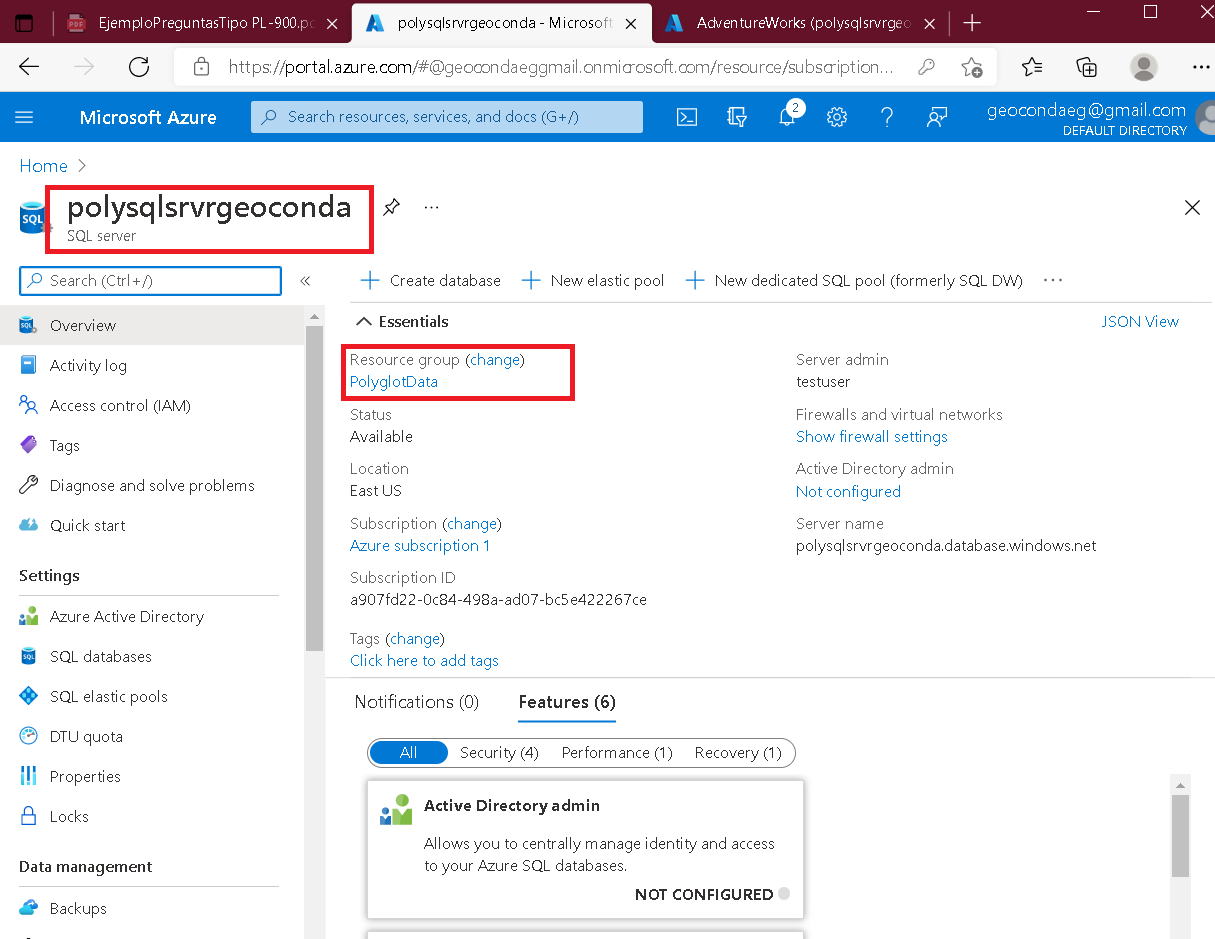 EjemploPreguntasTipo PL-900.pd
polysqlsrvrgeoconda - Microsoft
AdventureWorks (polysqlsrvrgeo
https://portal.azure.com/#@geocondaeggmail.onmicrosoft.com/resource/subscription...
Microsoft Azure
Search resources, services, and docs (G+/)
2
geocondaeg@gmail.com
DEFAULT DIRECTORY
Home
SQL
polysqlsrvrgeoconda
SQL server
Search (Ctrl+/)
Create database
New elastic pool
New dedicated SQL pool (formerly SQL DW)
Overview
Activity log
Access control (IAM)
Tags
Diagnose and solve problems
Quick start
Settings
Azure Active Directory
SQL databases
SQL elastic pools
DTU quota
Properties
Locks
Data management
Backups
Essentials
JSON View
Resource group (change)
PolyglotData
Status
Available
Location
East US
Subscription (change)
Azure subscription 1
Subscription ID
a907fd22-0c84-498a-ad07-bc5e422267ce
Tags (change)
Click here to add tags
Server admin
testuser
Firewalls and virtual networks
Show firewall settings
Active Directory admin
Not configured
Server name
polysqlsrvrgeoconda.database.windows.net
Notifications (0)
Features (6)
All
Security (4)
Performance (1)
Recovery (1)
Active Directory admin
Allows you to centrally manage identity and access
to your Azure SQL databases.
NOT CONFIGURED